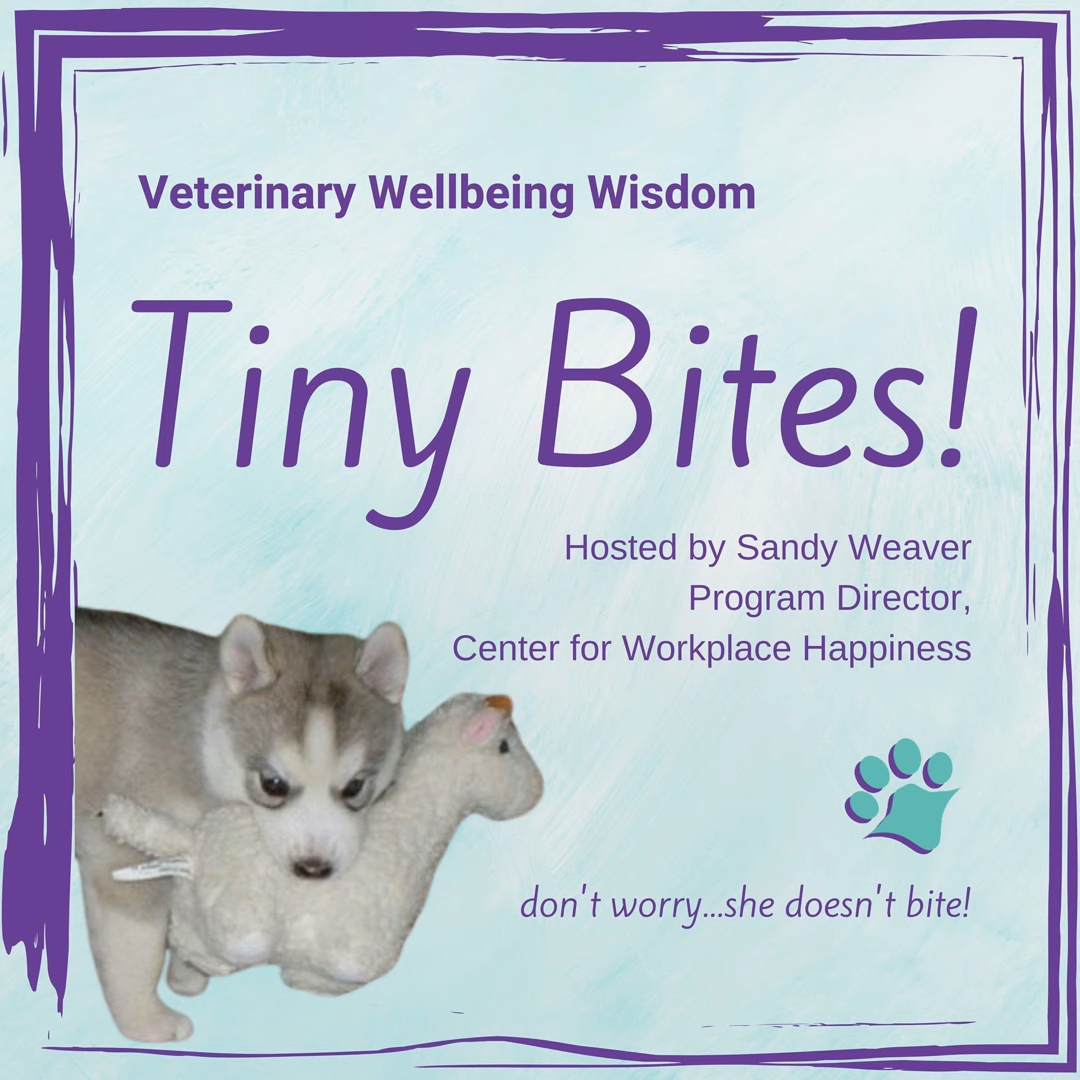 Veterinary Wellbeing Wisdom
Tiny Bites!
Hosted by Sandy Weaver
Program Director,
Center for Workplace Happiness
don't worry...she doesn't bite!